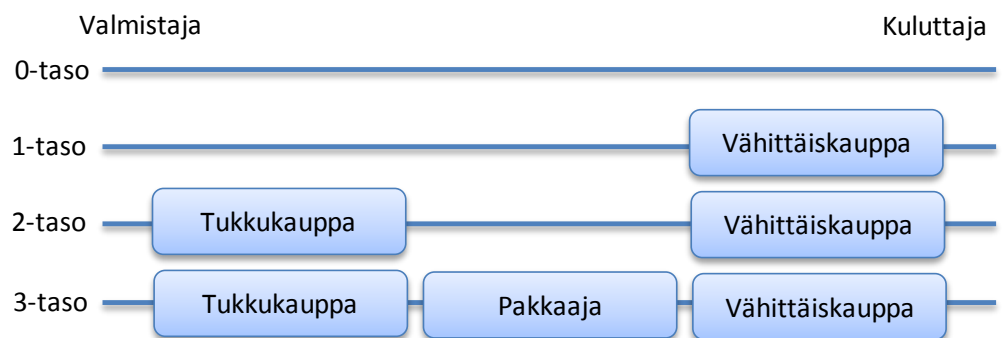 Valmistaja Kuluttaja
0-taso
1-taso Vähittäiskauppa
2-taso Tukkukauppa Vähittäiskauppa
3-taso Tukkukauppa Pakkaaja Vähittäiskauppa